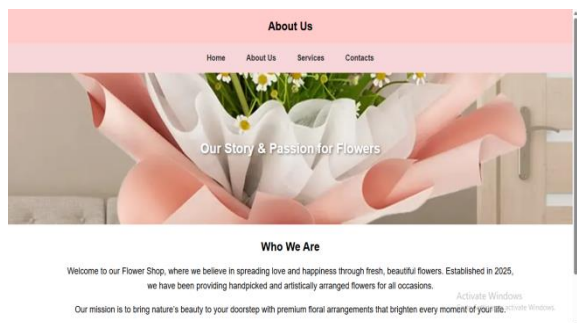 About Us
Home About Us Services Contacts
Our Story & Passion for Flowers
Who We Are
Welcome to our Flower Shop, where we believe in spreading love and happiness through fresh, beautiful flowers. Established in 2025,
we have been providing handpicked and artistically arranged flowers for all occasions.
Activate Windows
Our mission is to bring nature's beauty to your doorstep with premium floral arrangements that brighten every moment of your life.
activate Windows.